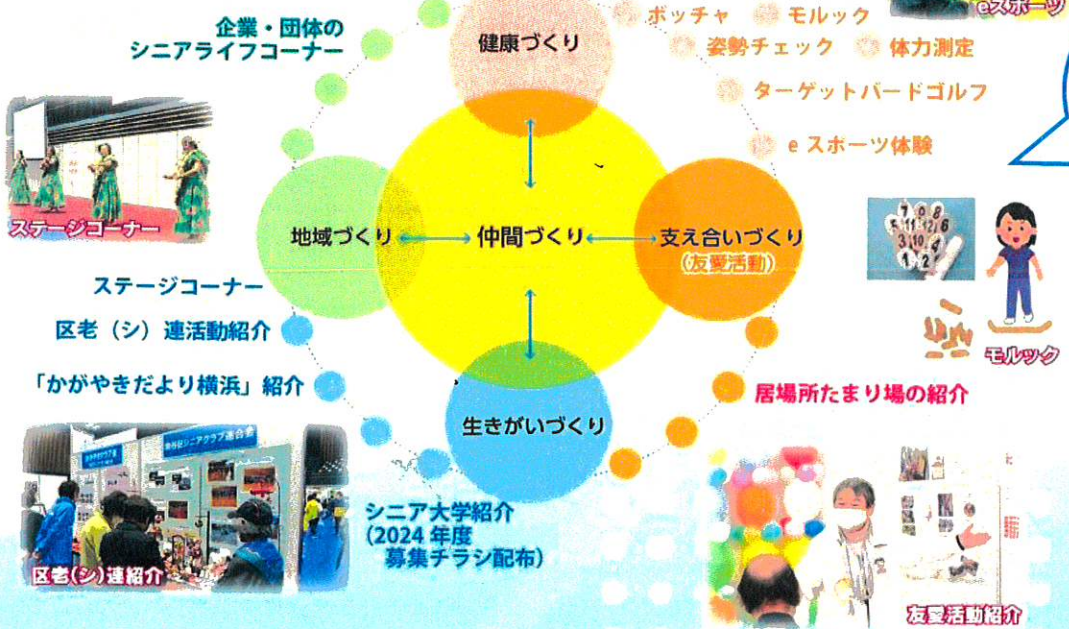 企業・団体の
シニアライフコーナー
健康づくり
ボッチャ モルック
姿勢チェック 体力測定
ターゲットバードゴルフ
eスポーツ体験
eスポーツ
ステージコーナー
地域づくり
仲間づくり
支え合いづくり
(友愛活動)
ステージコーナー
区老(シ)連活動紹介
「かがやきだより横浜」紹介
生きがいづくり
モルック
居場所たまり場の紹介
シニア大学紹介
(2024年度
募集チラシ配布)
区老(シ)連紹介
友愛活動紹介